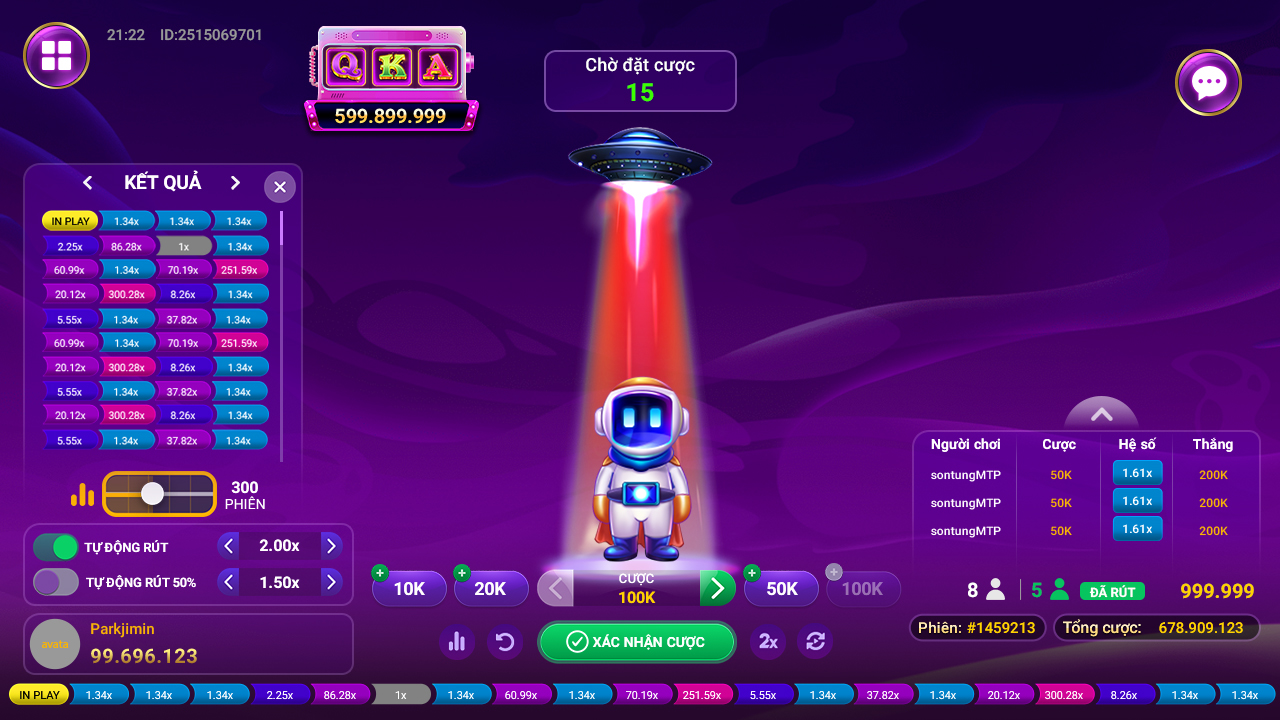 21:22 ID:2515069701
Q K A
599.899.999
Chờ đặt cược
15
KẾT QUẢ
IN PLAY 1.34x 1.34x 1.34x
2.25x 86.28x 1x 1.34x
60.99x 1.34x 70.19x 251.59x
20.12x 300.28x 8.26x 1.34x
5.55x 1.34x 37.82x 1.34x
60.99x 1.34x 70.19x 251.59x
20.12x 300.28x 8.26x 1.34x
5.55x 1.34x 37.82x 1.34x
20.12x 300.28x 8.26x 1.34x
5.55x 1.34x 37.82x 1.34x
300
PHIÊN
TỰ ĐỘNG RÚT 2.00x
TỰ ĐỘNG RÚT 50% 1.50x
avata
Parkjimin
99.696.123
10K 20K
CƯỢC
100K
50K 100K
XÁC NHẬN CƯỢC 2x
Người chơi Cược Hệ số Thắng
sontungMTP 50K 1.61x 200K
sontungMTP 50K 1.61x 200K
sontungMTP 50K 1.61x 200K
8 5 ĐÃ RÚT 999.999
Phiên: #1459213 Tổng cược: 678.909.123
IN PLAY 1.34x 1.34x 1.34x 2.25x 86.28x 1x 1.34x 60.99x 1.34x 70.19x 251.59x 5.55x 1.34x 37.82x 1.34x 20.12x 300.28x 8.26x 1.34x 1.34x